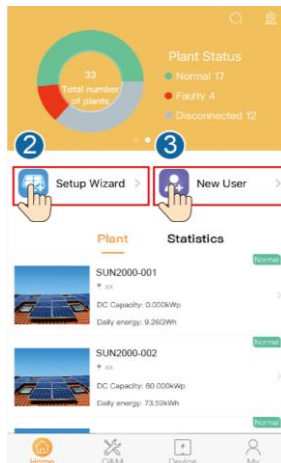 Plant Status
33
Total number
of plants
Normal 17
Faulty 4
Disconnected 12
2
3
Setup Wizard
New User
Plant
Statistics
Normal
SUN2000-001
xx
DC Capacity: 0.000kWp
Daily energy: 9.26GWh
Normal
SUN2000-002
xx
DC Capacity: 60.000kWp
Daily energy: 73.59kWh
Normal
Home
O&M
Device
My